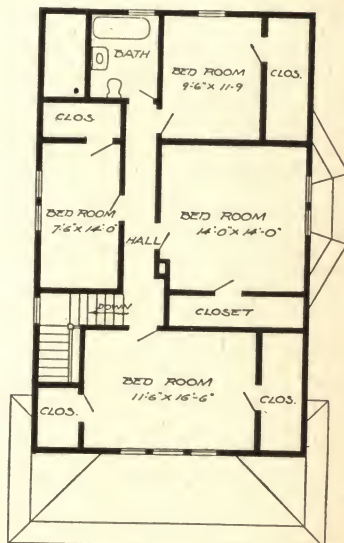 BATH
BED ROOM
9'-6" X 11-9
CLOS.
CLOS.
BED ROOM
7'-6" X 14'-0"
BED ROOM
14'-0" X 14'-0"
HALL
DOWN
CLOSET
BED ROOM
11'-6" X 16'-6"
CLOS.
CLOS.